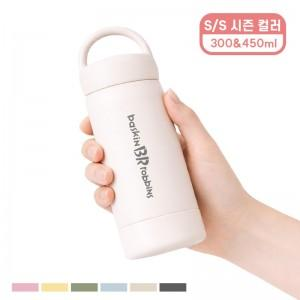 S/S 시즌 컬러
300&450ml
baskin
BR
robbins